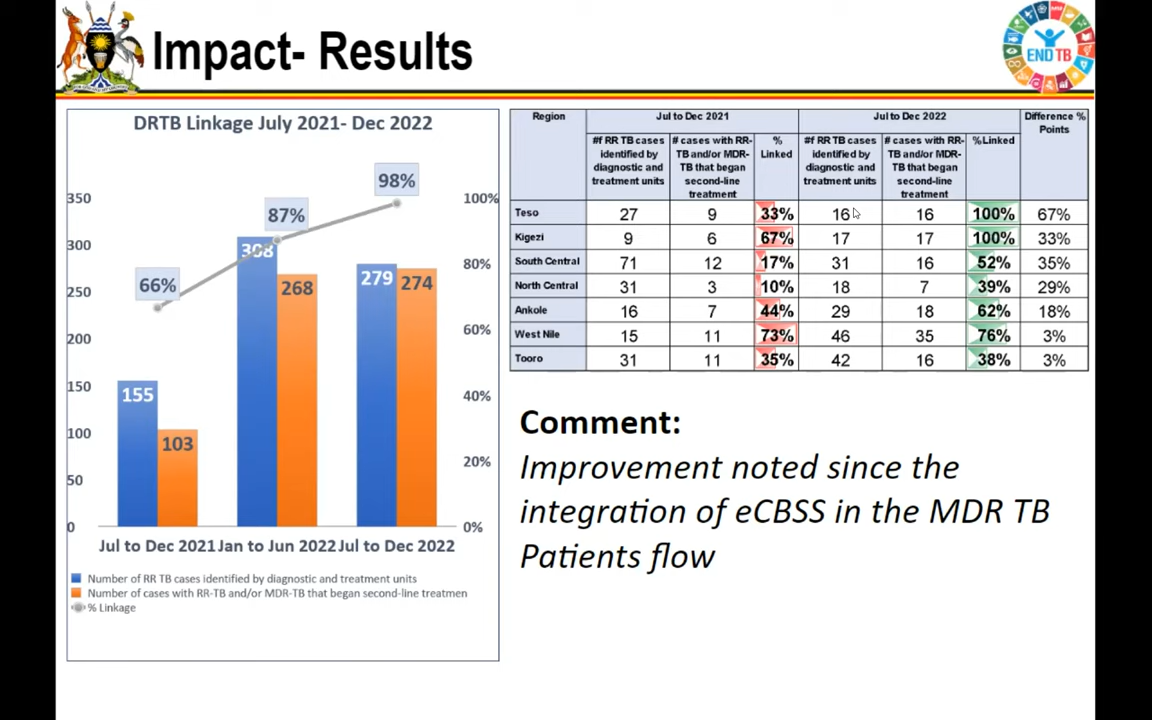 Impact- Results
END TB
DRTB Linkage July 2021- Dec 2022
350
300
250
200
150
100
50
0
100%
80%
60%
40%
20%
0%
66%
87%
98%
155
103
308
268
279
274
Jul to Dec 2021 Jan to Jun 2022 Jul to Dec 2022
Number of RR TB cases identified by diagnostic and treatment units
Number of cases with RR-TB and/or MDR-TB that began second-line treatmen
% Linkage
Region
Jul to Dec 2021
Jul to Dec 2022
Difference %
Points
#f RR TB cases
identified by
diagnostic and
treatment units
# cases with RR-
TB and/or MDR-
TB that began
second-line
treatment
%
Linked
#f RR TB cases
identified by
diagnostic and
treatment units
# cases with RR-
TB and/or MDR-
TB that began
second-line
treatment
%Linked
Teso 27 9 33% 16 16 100% 67%
Kigezi 9 6 67% 17 17 100% 33%
South Central 71 12 17% 31 16 52% 35%
North Central 31 3 10% 18 7 39% 29%
Ankole 16 7 44% 29 18 62% 18%
West Nile 15 11 73% 46 35 76% 3%
Tooro 31 11 35% 42 16 38% 3%
Comment:
Improvement noted since the
integration of eCBSS in the MDR TB
Patients flow